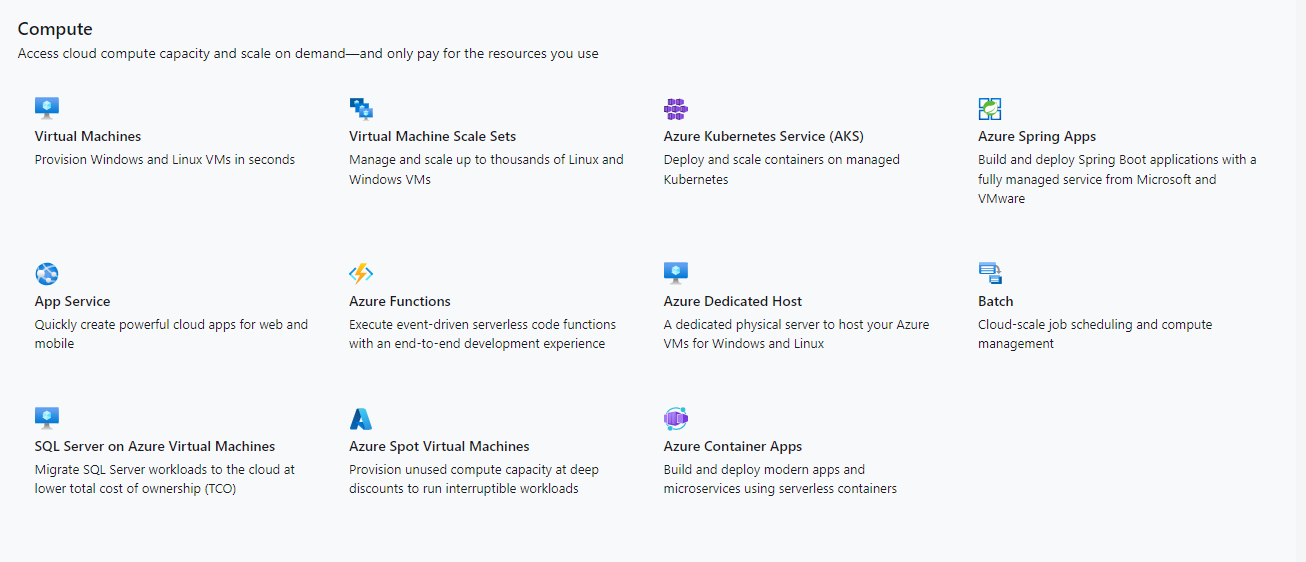 Compute
Access cloud compute capacity and scale on demand—and only pay for the resources you use
Virtual Machines
Provision Windows and Linux VMs in seconds
Virtual Machine Scale Sets
Manage and scale up to thousands of Linux and
Windows VMs
Azure Kubernetes Service (AKS)
Deploy and scale containers on managed
Kubernetes
Azure Spring Apps
Build and deploy Spring Boot applications with a
fully managed service from Microsoft and
VMware
App Service
Quickly create powerful cloud apps for web and
mobile
Azure Functions
Execute event-driven serverless code functions
with an end-to-end development experience
Azure Dedicated Host
A dedicated physical server to host your Azure
VMs for Windows and Linux
Batch
Cloud-scale job scheduling and compute
management
SQL Server on Azure Virtual Machines
Migrate SQL Server workloads to the cloud at
lower total cost of ownership (TCO)
Azure Spot Virtual Machines
Provision unused compute capacity at deep
discounts to run interruptible workloads
Azure Container Apps
Build and deploy modern apps and
microservices using serverless containers